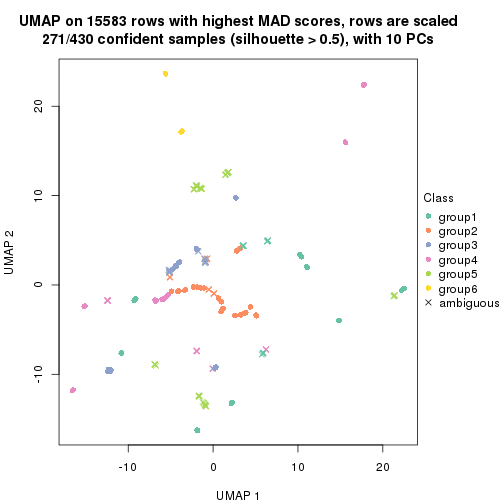 UMAP on 15583 rows with highest MAD scores, rows are scaled
271/430 confident samples (silhouette > 0.5), with 10 PCs
20
10
0
-10
UMAP 2
-10
0
10
20
UMAP 1
Class
group1
group2
group3
group4
group5
group6
ambiguous